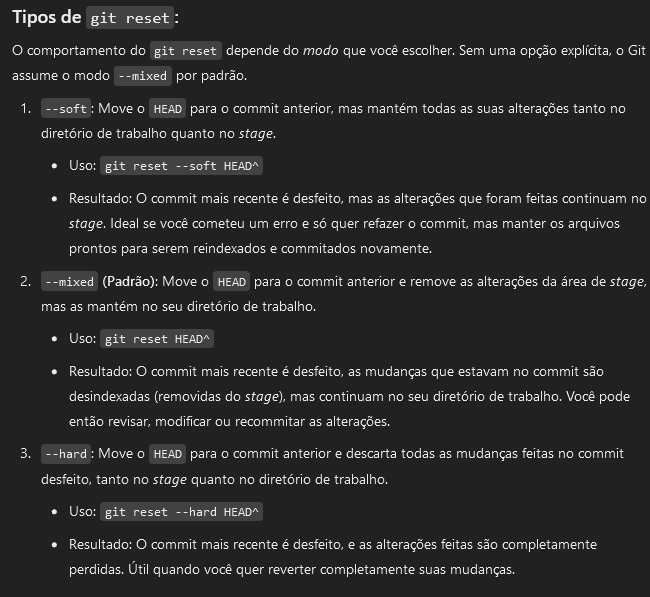 Tipos de git reset:
O comportamento do git reset depende do modo que você escolher. Sem uma opção explícita, o Git
assume o modo --mixed por padrão.
1. --soft: Move o HEAD para o commit anterior, mas mantém todas as suas alterações tanto no
diretório de trabalho quanto no stage.
• Uso: git reset --soft HEAD^
• Resultado: O commit mais recente é desfeito, mas as alterações que foram feitas continuam no
stage. Ideal se você cometeu um erro e só quer refazer o commit, mas manter os arquivos
prontos para serem reindexados e commitados novamente.
2. --mixed (Padrão): Move o HEAD para o commit anterior e remove as alterações da área de stage,
mas as mantém no seu diretório de trabalho.
• Uso: git reset HEAD^
• Resultado: O commit mais recente é desfeito, as mudanças que estavam no commit são
desindexadas (removidas do stage), mas continuam no seu diretório de trabalho. Você pode
então revisar, modificar ou recommitar as alterações.
3. --hard: Move o HEAD para o commit anterior e descarta todas as mudanças feitas no commit
desfeito, tanto no stage quanto no diretório de trabalho.
• Uso: git reset --hard HEAD^
• Resultado: O commit mais recente é desfeito, e as alterações feitas são completamente
perdidas. Útil quando você quer reverter completamente suas mudanças.